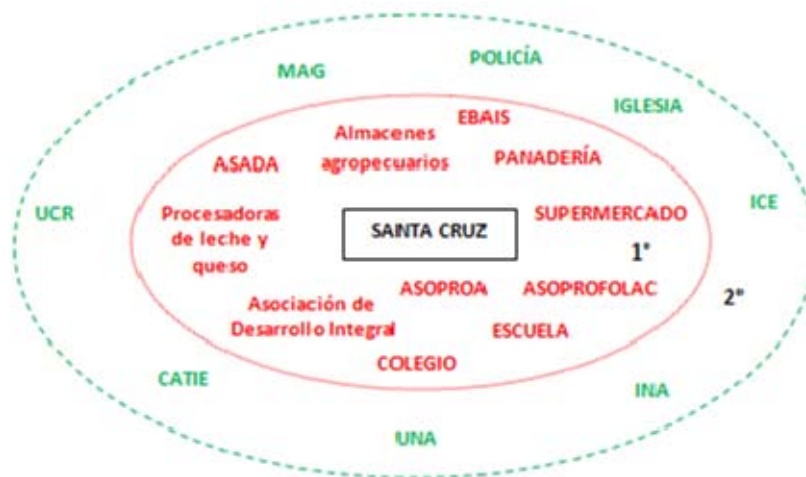 POLICÍA
MAG
IGLESIA
EBAIS
Almacenes
agropecuarios
PANADERÍA
ASADA
UCR
Procesadoras
de leche y
queso
SANTA CRUZ
SUPERMERCADO
ICE
1°
2°
ASOPROA
ASOPROFOLAC
Asociación de
Desarrollo Integral
ESCUELA
COLEGIO
CATIE
INA
UNA